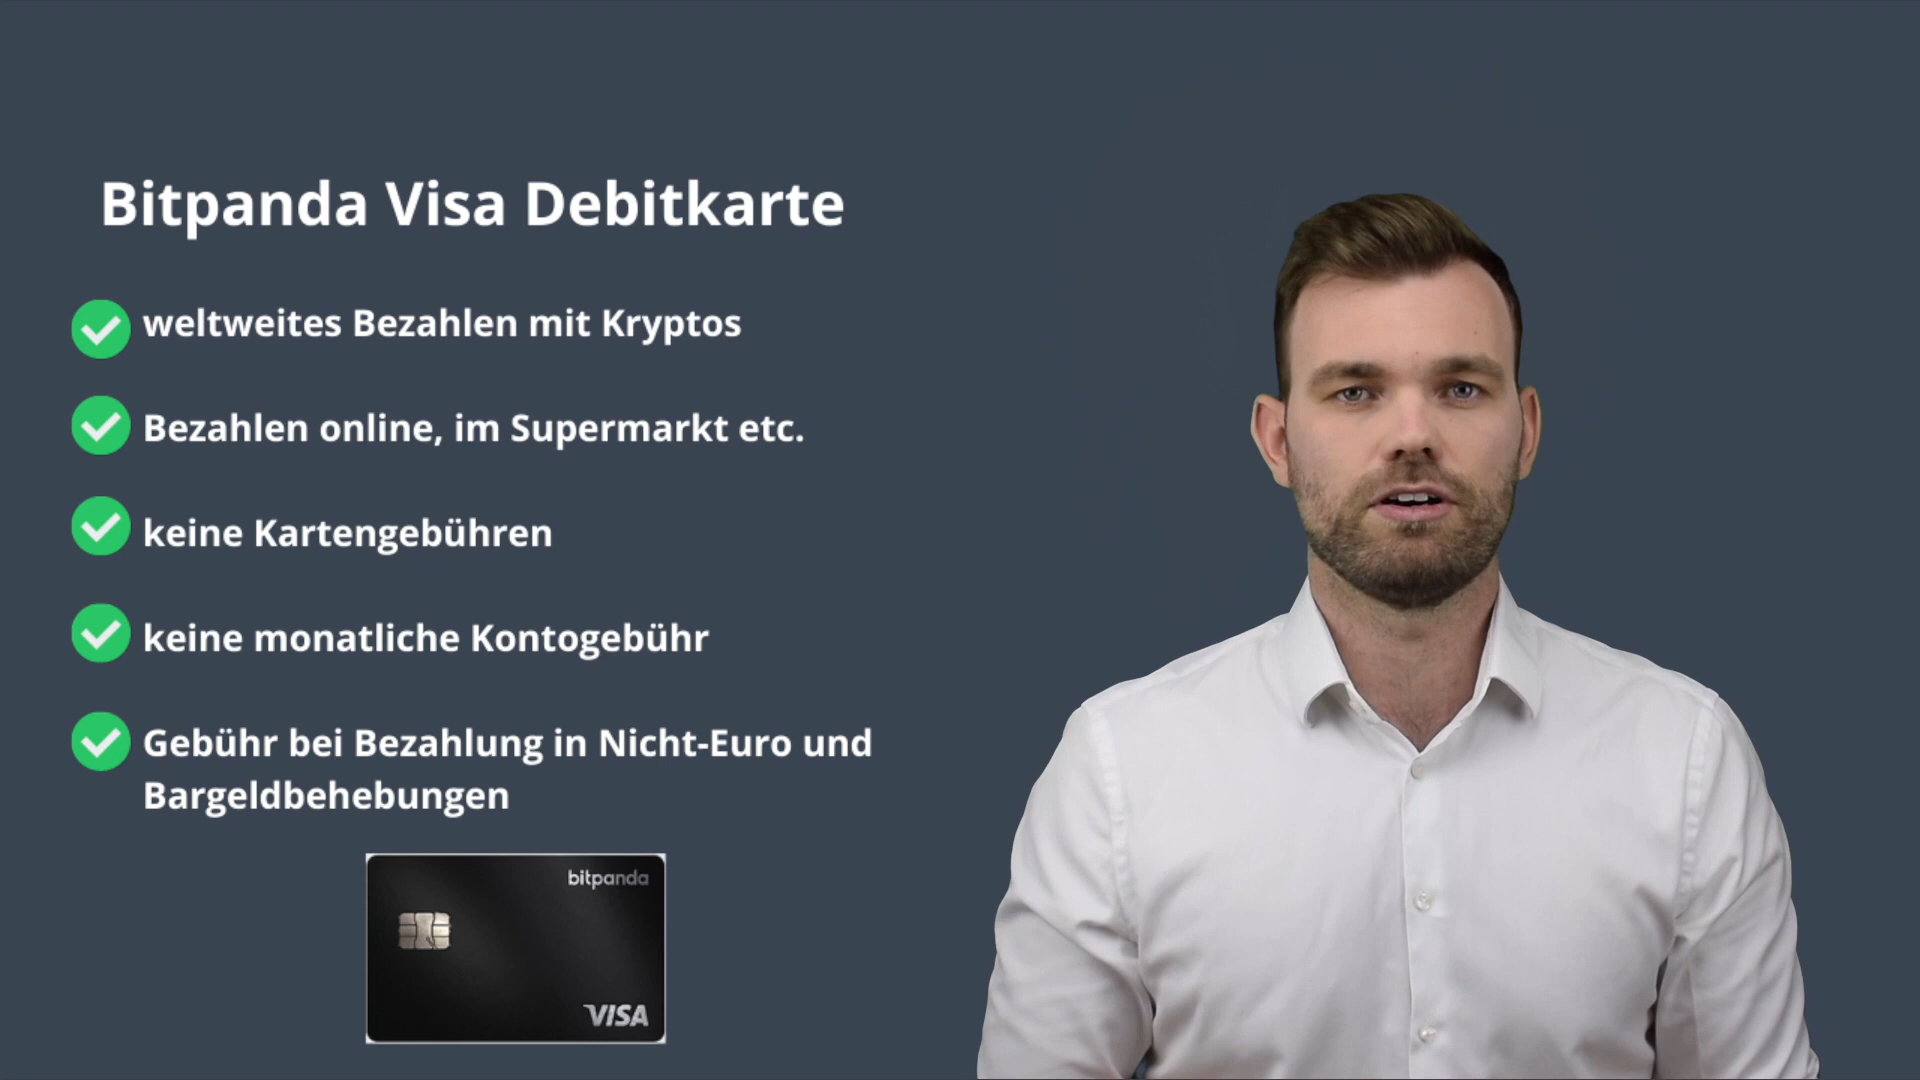 Bitpanda Visa Debitkarte
weltweites Bezahlen mit Kryptos
Bezahlen online, im Supermarkt etc.
keine Kartengebühren
keine monatliche Kontogebühr
Gebühr bei Bezahlung in Nicht-Euro und
Bargeldbehebungen
bitpanda
VISA